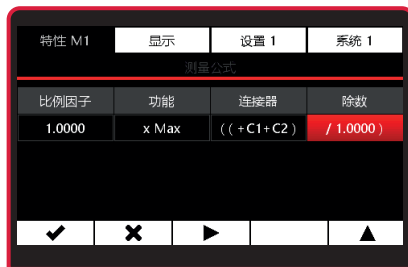 特性 M1 显示 设置 1 系统 1
测量公式
比例因子 功能 连接器 除数
1.0000 x Max ( ( +C1+C2 ) / 1.0000 )